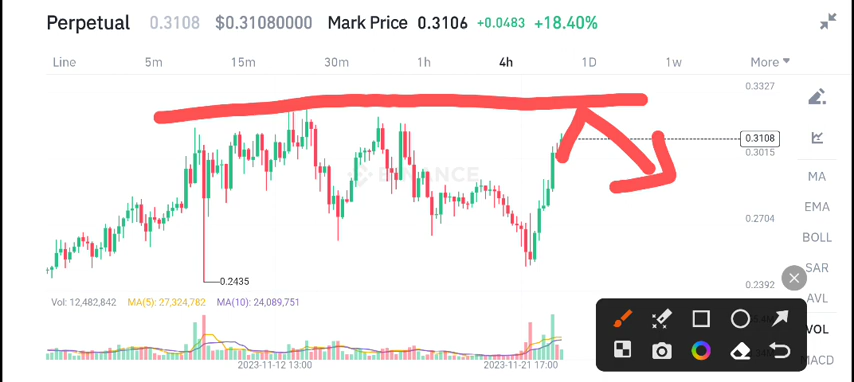 Perpetual 0.3108 $0.31080000 Mark Price 0.3106 +0.0483 +18.40%
Line 5m 15m 30m 1h 4h 1D 1w More
0.3327
0.3108
0.3015
BINANCE
MA
EMA
0.2704
BOLL
SAR
0.2435
0.2392
AVL
Vol: 12,482,842 MA(5): 27,324,782 MA(10): 24,089,751
VOL
MACD
2023-11-12 13:00 2023-11-21 17:00